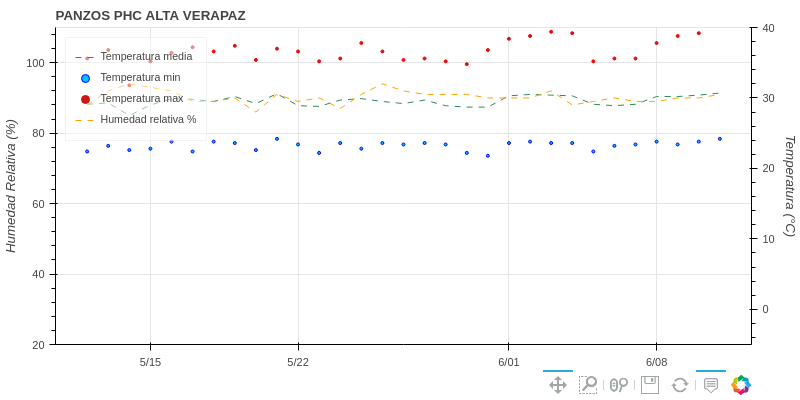 PANZOS PHC ALTA VERAPAZ
Temperatura media
Temperatura min
Temperatura max
Humedad relativa %
Humedad Relativa (%)
100
80
60
40
20
40
30
20
10
0
Temperatura (°C)
5/15
5/22
6/01
6/08